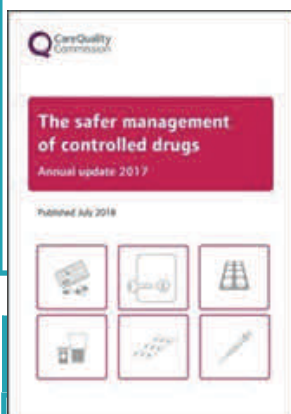 CareQuality
Commission
The safer management
of controlled drugs
Annual update 2017
Published July 2018